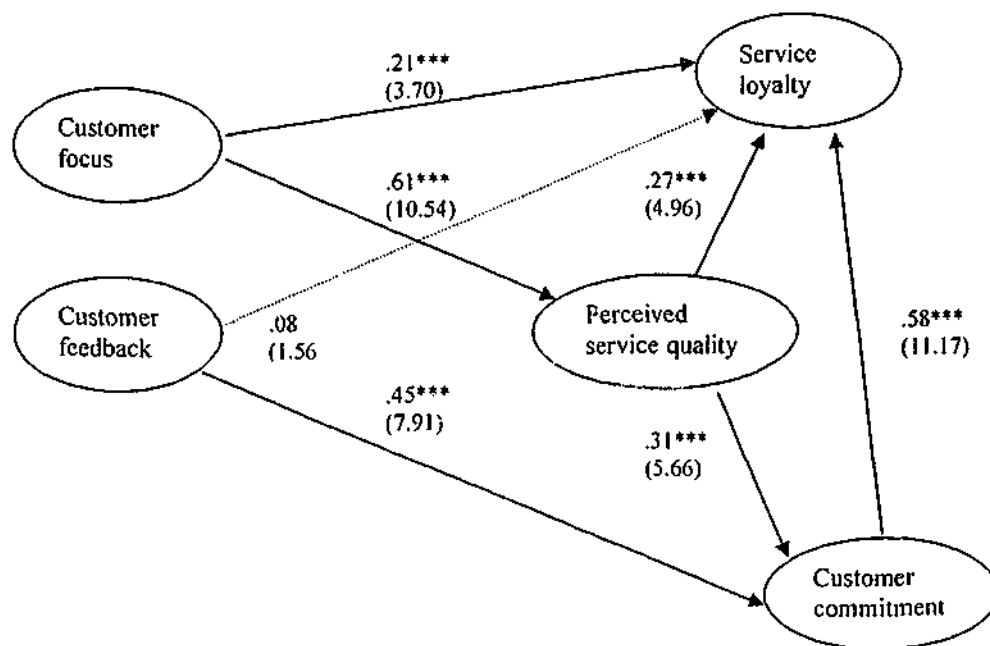 Service
loyalty
.21***
(3.70)
Customer
focus
.61***
(10.54)
.27***
(4.96)
Customer
feedback
.08
(1.56
Perceived
service quality
.58***
(11.17)
.45***
(7.91)
.31***
(5.66)
Customer
commitment